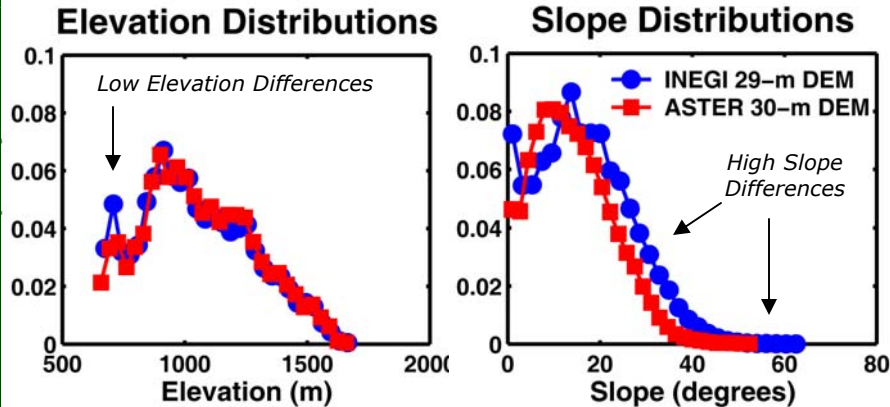 Elevation Distributions
0.1
0.08
0.06
0.04
0.02
0
Low Elevation Differences
500
1000
1500
2000
Elevation (m)
Slope Distributions
0.1
0.08
0.06
0.04
0.02
0
INEGI 29-m DEM
ASTER 30-m DEM
High Slope
Differences
0
20
40
60
80
Slope (degrees)